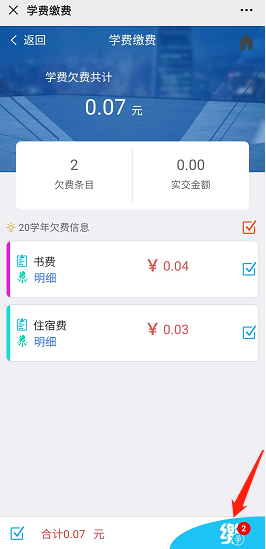 学费缴费
返回 学费缴费
学费欠费共计
0.07 元
2 0.00
欠费条目 实交金额
20学年欠费信息
书费 ¥ 0.04
明细
住宿费 ¥ 0.03
明细
合计0.07 元 缴 2